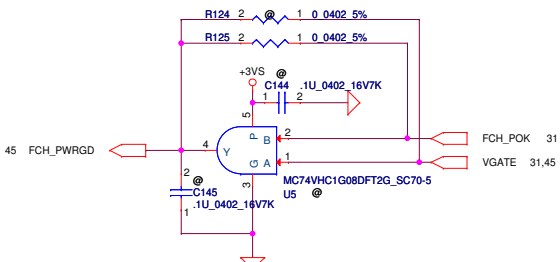 R124 2 @ 1 0_0402_5%
R125 2 1 0_0402_5%
+3VS @
C144 .1U_0402_16V7K
1 2
5
P
45 FCH_PWRGD 4 Y B 2 FCH_POK 31
G A 1 VGATE 31,45
3
MC74VHC1G08DFT2G_SC70-5
U5 @
2 @
C145
1 .1U_0402_16V7K